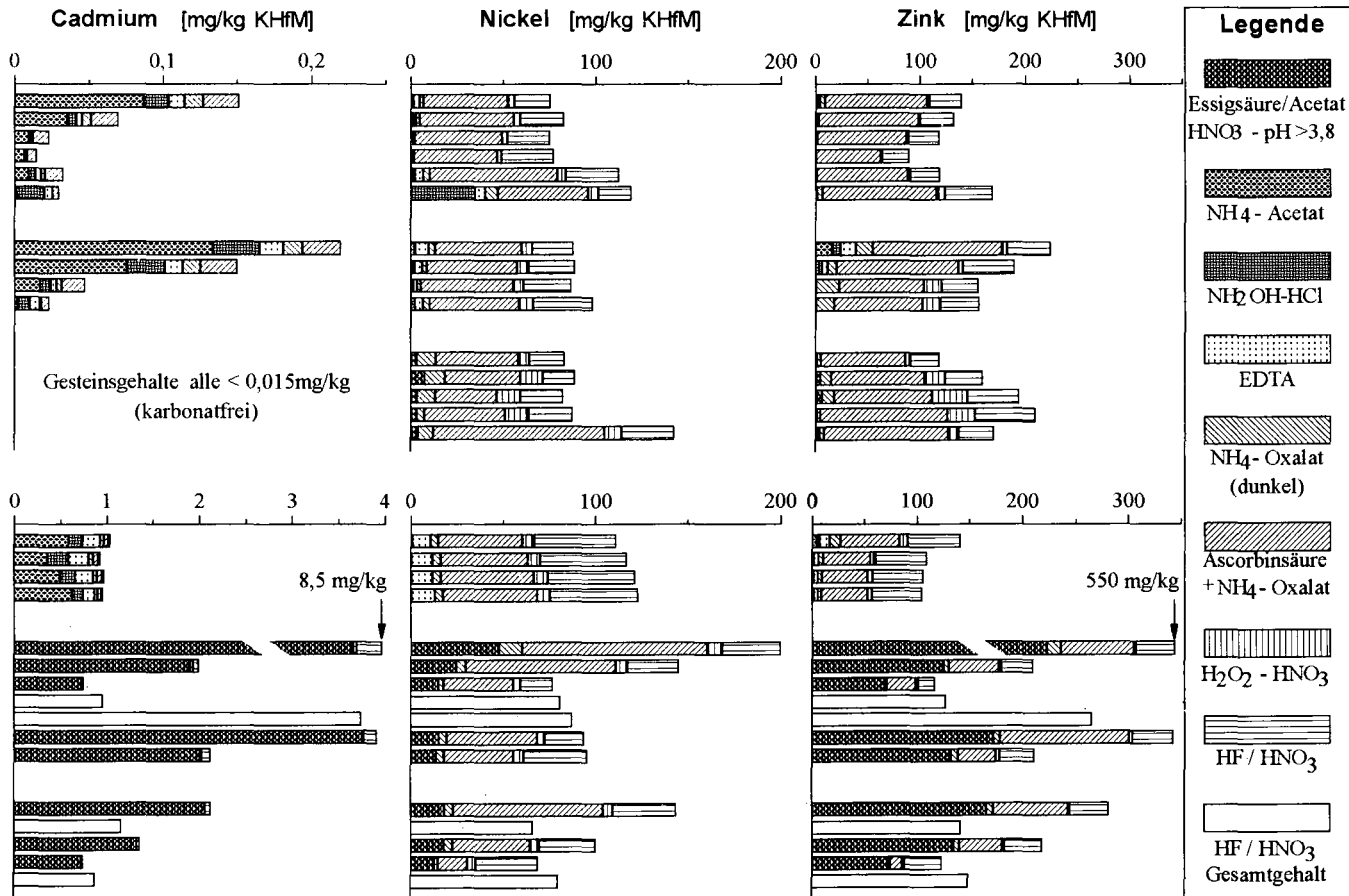 Cadmium [mg/kg KHfM]
Nickel [mg/kg KHfM]
Zink [mg/kg KHfM]
0 0,1 0,2
0 100 200
0 100 200 300
Gesteinsgehalte alle < 0,015mg/kg
(karbonatfrei)
0 1 2 3 4
0 100 200
0 100 200 300
8,5 mg/kg
550 mg/kg
Legende
Essigsäure/Acetat
HNO3 - pH >3,8
NH4 - Acetat
NH2OH-HCl
EDTA
NH4 - Oxalat
(dunkel)
Ascorbinsäure
+NH4 - Oxalat
H2O2 - HNO3
HF / HNO3
HF / HNO3
Gesamtgehalt